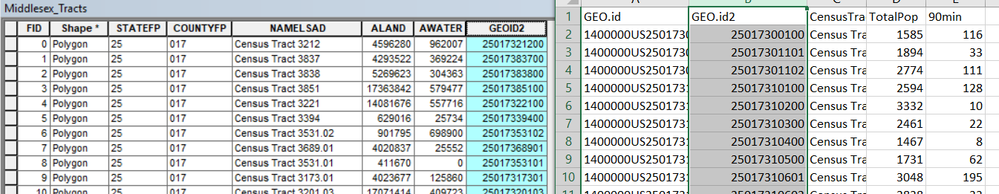 Middlesex_Tracts
FID Shape * STATEFP COUNTYFP NAMELSAD ALAND AWATER GEOID2
0 Polygon 25 017 Census Tract 3212 4596280 962007 25017321200
1 Polygon 25 017 Census Tract 3837 4293522 369224 25017383700
2 Polygon 25 017 Census Tract 3838 5269623 304363 25017383800
3 Polygon 25 017 Census Tract 3851 17363842 579477 25017385100
4 Polygon 25 017 Census Tract 3221 14081676 557716 25017322100
5 Polygon 25 017 Census Tract 3394 629016 25734 25017339400
6 Polygon 25 017 Census Tract 3531.02 901795 698900 25017353102
7 Polygon 25 017 Census Tract 3689.01 4020837 25552 25017368901
8 Polygon 25 017 Census Tract 3531.01 411670 0 25017353101
9 Polygon 25 017 Census Tract 3173.01 4023677 125860 25017317301
10 Polygon 25 017 Census Tract 3201.03 17071414 409723 25017320103
1 GEO.id GEO.id2 CensusTra TotalPop 90min
2 1400000US2501730 25017300100 Census Tra 1585 116
3 1400000US2501730 25017301101 Census Tra 1894 33
4 1400000US2501730 25017301102 Census Tra 2774 111
5 1400000US2501731 25017310100 Census Tra 2594 128
6 1400000US2501731 25017310200 Census Tra 3332 10
7 1400000US2501731 25017310300 Census Tra 2461 22
8 1400000US2501731 25017310400 Census Tra 1467 8
9 1400000US2501731 25017310500 Census Tra 1731 62
10 1400000US2501731 25017310601 Census Tra 3048 195